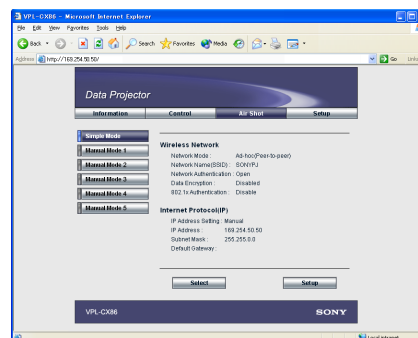 VPL-CX86 - Microsoft Internet Explorer
File Edit View Favorites Tools Help
Back Search Favorites Media
Address http://169.254.50.50/ Go Links
Data Projector
Information Control Air Shot Setup
Simple Mode
Manual Mode 1
Manual Mode 2
Manual Mode 3
Manual Mode 4
Manual Mode 5
Wireless Network
Network Mode : Ad-hoc(Peer-to-peer)
Network Name(SSID) : SONYPJ
Network Authentication : Open
Data Encryption : Disabled
802.1x Authentication : Disable
Internet Protocol(IP)
IP Address Setting : Manual
IP Address : 169.254.50.50
Subnet Mask : 255.255.0.0
Default Gateway :
Select Setup
VPL-CX86 SONY
Local intranet